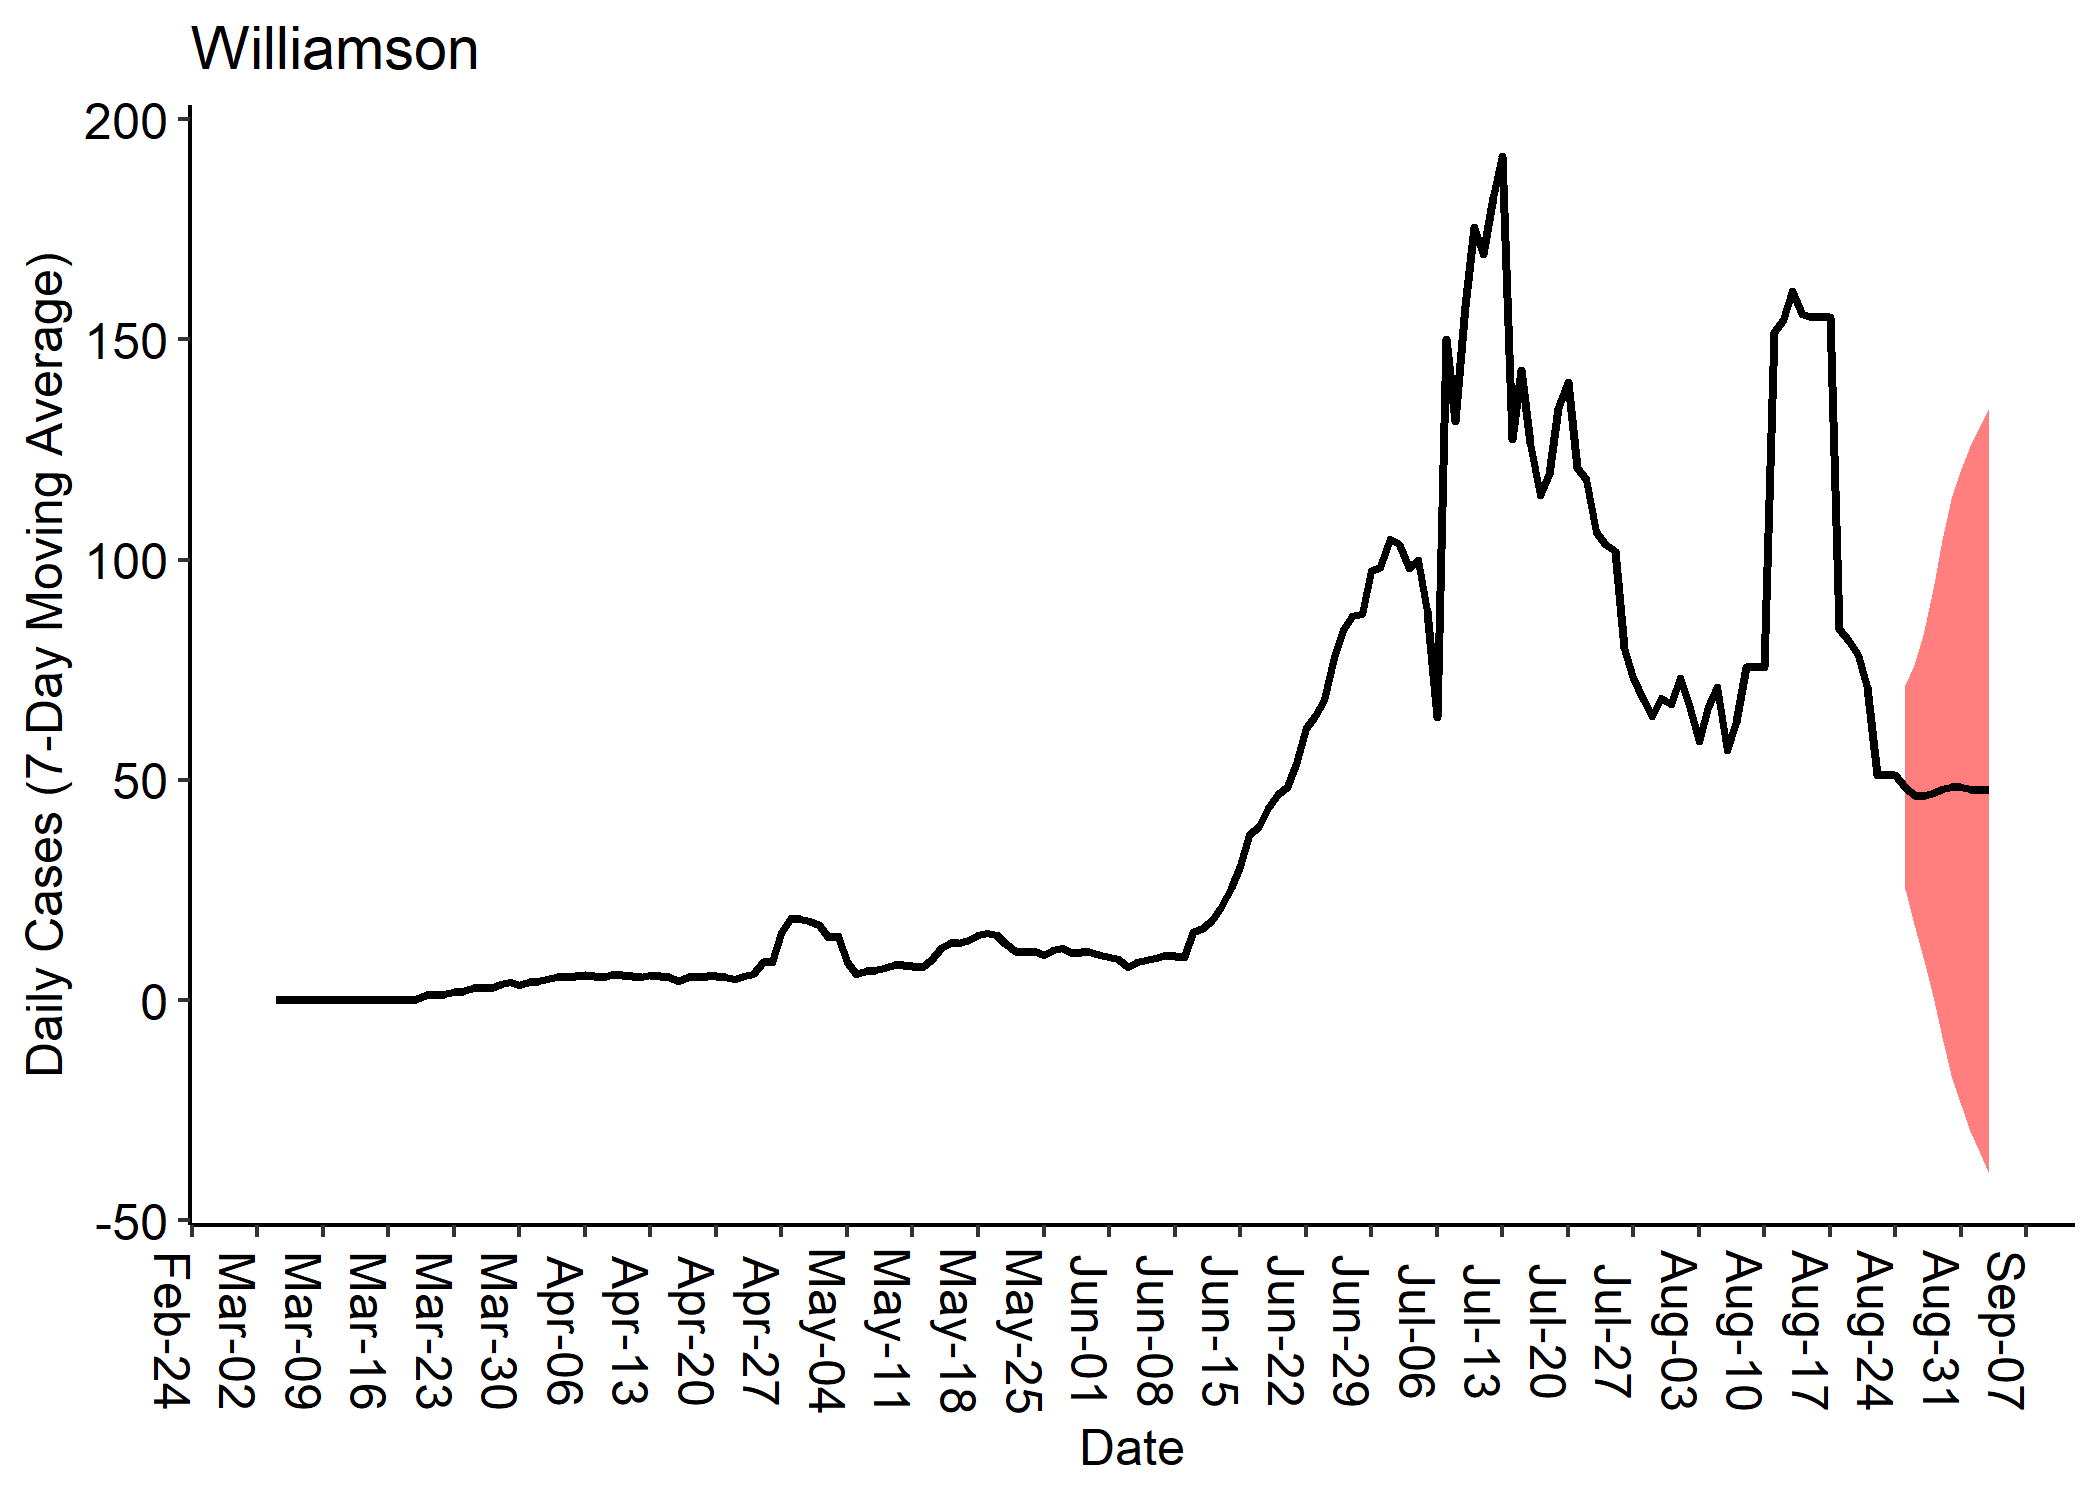 Williamson
Daily Cases (7-Day Moving Average)
200
150
100
50
0
-50
Feb-24
Mar-02
Mar-09
Mar-16
Mar-23
Mar-30
Apr-06
Apr-13
Apr-20
Apr-27
May-04
May-11
May-18
May-25
Jun-01
Jun-08
Jun-15
Jun-22
Jun-29
Jul-06
Jul-13
Jul-20
Jul-27
Aug-03
Aug-10
Aug-17
Aug-24
Aug-31
Sep-07
Date